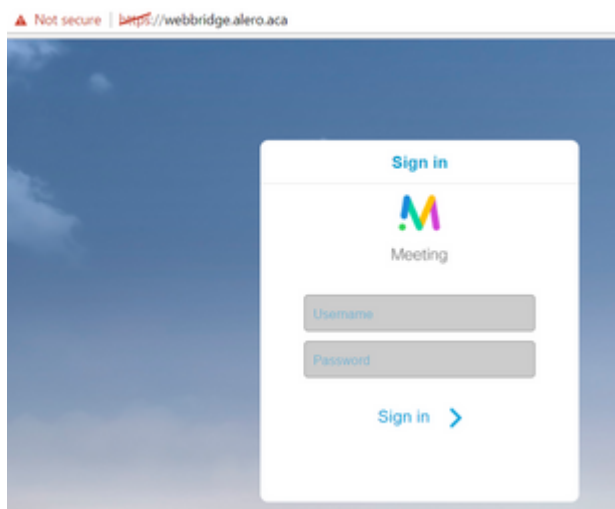 Not secure | https://webbridge.alero.aca
Sign in
Meeting
Username
Password
Sign in